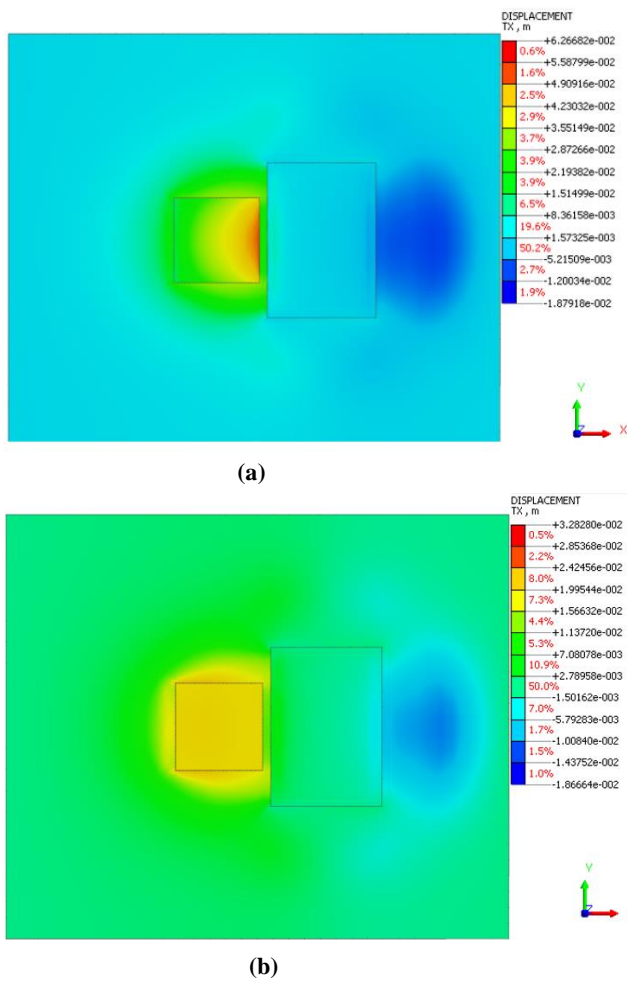 DISPLACEMENT
TX , m
+6.26682e-002
0.6%
+5.58799e-002
1.6%
+4.90916e-002
2.5%
+4.23032e-002
2.9%
+3.55149e-002
3.7%
+2.87266e-002
3.9%
+2.19382e-002
3.9%
+1.51499e-002
6.5%
+8.36158e-003
19.6%
+1.57325e-003
50.2%
-5.21509e-003
2.7%
-1.20034e-002
1.9%
-1.87918e-002
Y
Z
X
(a)
DISPLACEMENT
TX , m
+3.28280e-002
0.5%
+2.85368e-002
2.2%
+2.42456e-002
8.0%
+1.99544e-002
7.3%
+1.56632e-002
4.4%
+1.13720e-002
5.3%
+7.08078e-003
10.9%
+2.78958e-003
50.0%
-1.50162e-003
7.0%
-5.79283e-003
1.7%
-1.00840e-002
1.5%
-1.43752e-002
1.0%
-1.86664e-002
Y
Z
(b)